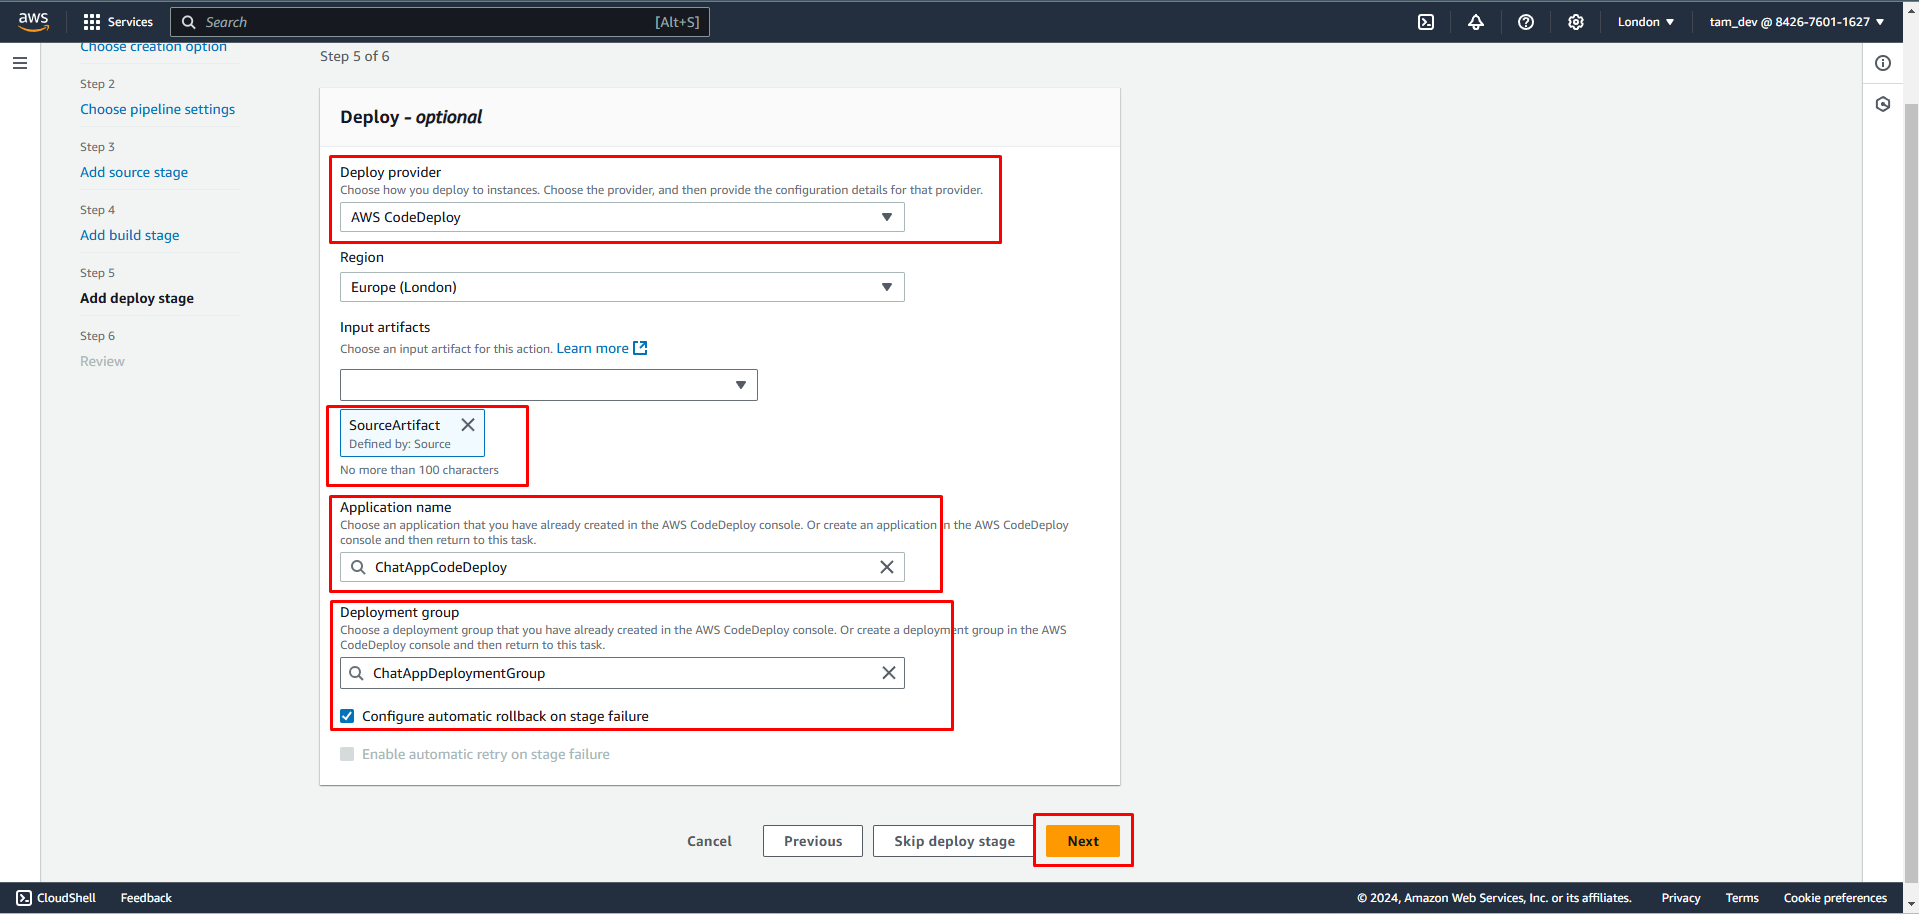 aws
Services
Search
[Alt+S]
London
tam_dev @ 8426-7601-1627
Choose creation option
Step 2
Choose pipeline settings
Step 3
Add source stage
Step 4
Add build stage
Step 5
Add deploy stage
Step 6
Review
Step 5 of 6
Deploy - optional
Deploy provider
Choose how you deploy to instances. Choose the provider, and then provide the configuration details for that provider.
AWS CodeDeploy
Region
Europe (London)
Input artifacts
Choose an input artifact for this action. Learn more
SourceArtifact
Defined by: Source
No more than 100 characters
Application name
Choose an application that you have already created in the AWS CodeDeploy console. Or create an application in the AWS CodeDeploy
console and then return to this task.
ChatAppCodeDeploy
Deployment group
Choose a deployment group that you have already created in the AWS CodeDeploy console. Or create a deployment group in the AWS
CodeDeploy console and then return to this task.
ChatAppDeploymentGroup
Configure automatic rollback on stage failure
Enable automatic retry on stage failure
Cancel
Previous
Skip deploy stage
Next
CloudShell
Feedback
© 2024, Amazon Web Services, Inc. or its affiliates.
Privacy
Terms
Cookie preferences